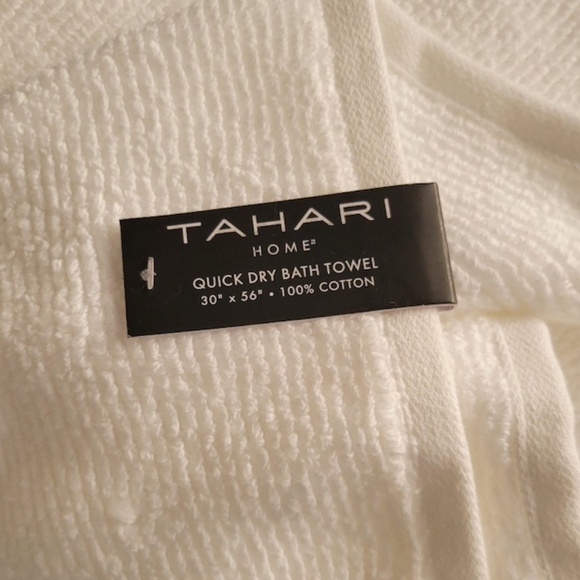 TAHARI
HOME
QUICK DRY BATH TOWEL
30" x 56" • 100% COTTON